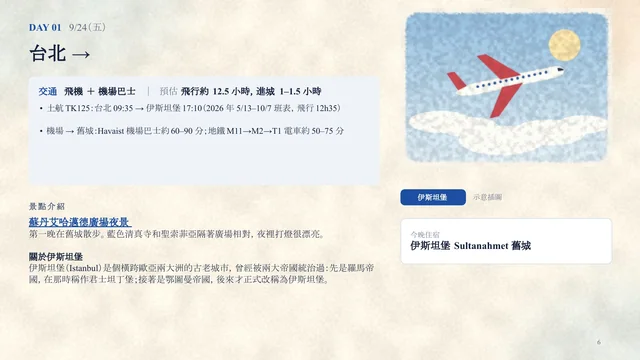 DAY 01 9/24（五）
台北 →
交通 飛機 ＋ 機場巴士 ｜ 預估 飛行約 12.5 小時, 進城 1–1.5 小時
• 土航 TK125：台北 09:35 → 伊斯坦堡 17:10（2026 年 5/13–10/7 班表，飛行 12h35）
• 機場 → 舊城：Havaist 機場巴士約 60–90 分；地鐵 M11→M2→T1 電車約 50–75 分
伊斯坦堡 示意插圖
今晚住宿
伊斯坦堡 Sultanahmet 舊城
景點介紹
蘇丹艾哈邁德廣場夜景
第一晚在舊城散步。藍色清真寺和聖索菲亞隔著廣場相對，夜裡打燈很漂亮。
關於伊斯坦堡
伊斯坦堡（Istanbul）是個橫跨歐亞兩大洲的古老城市，曾經被兩大帝國統治過：先是羅馬帝
國，在那時稱作君士坦丁堡；接著是鄂圖曼帝國，後來才正式改稱為伊斯坦堡。
6